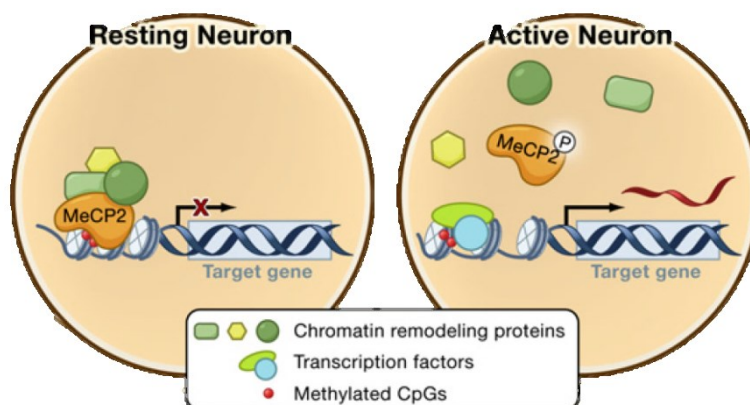 Resting Neuron
Active Neuron
MeCP2
X
Target gene
MeCP2
P
Target gene
Chromatin remodeling proteins
Transcription factors
Methylated CpGs